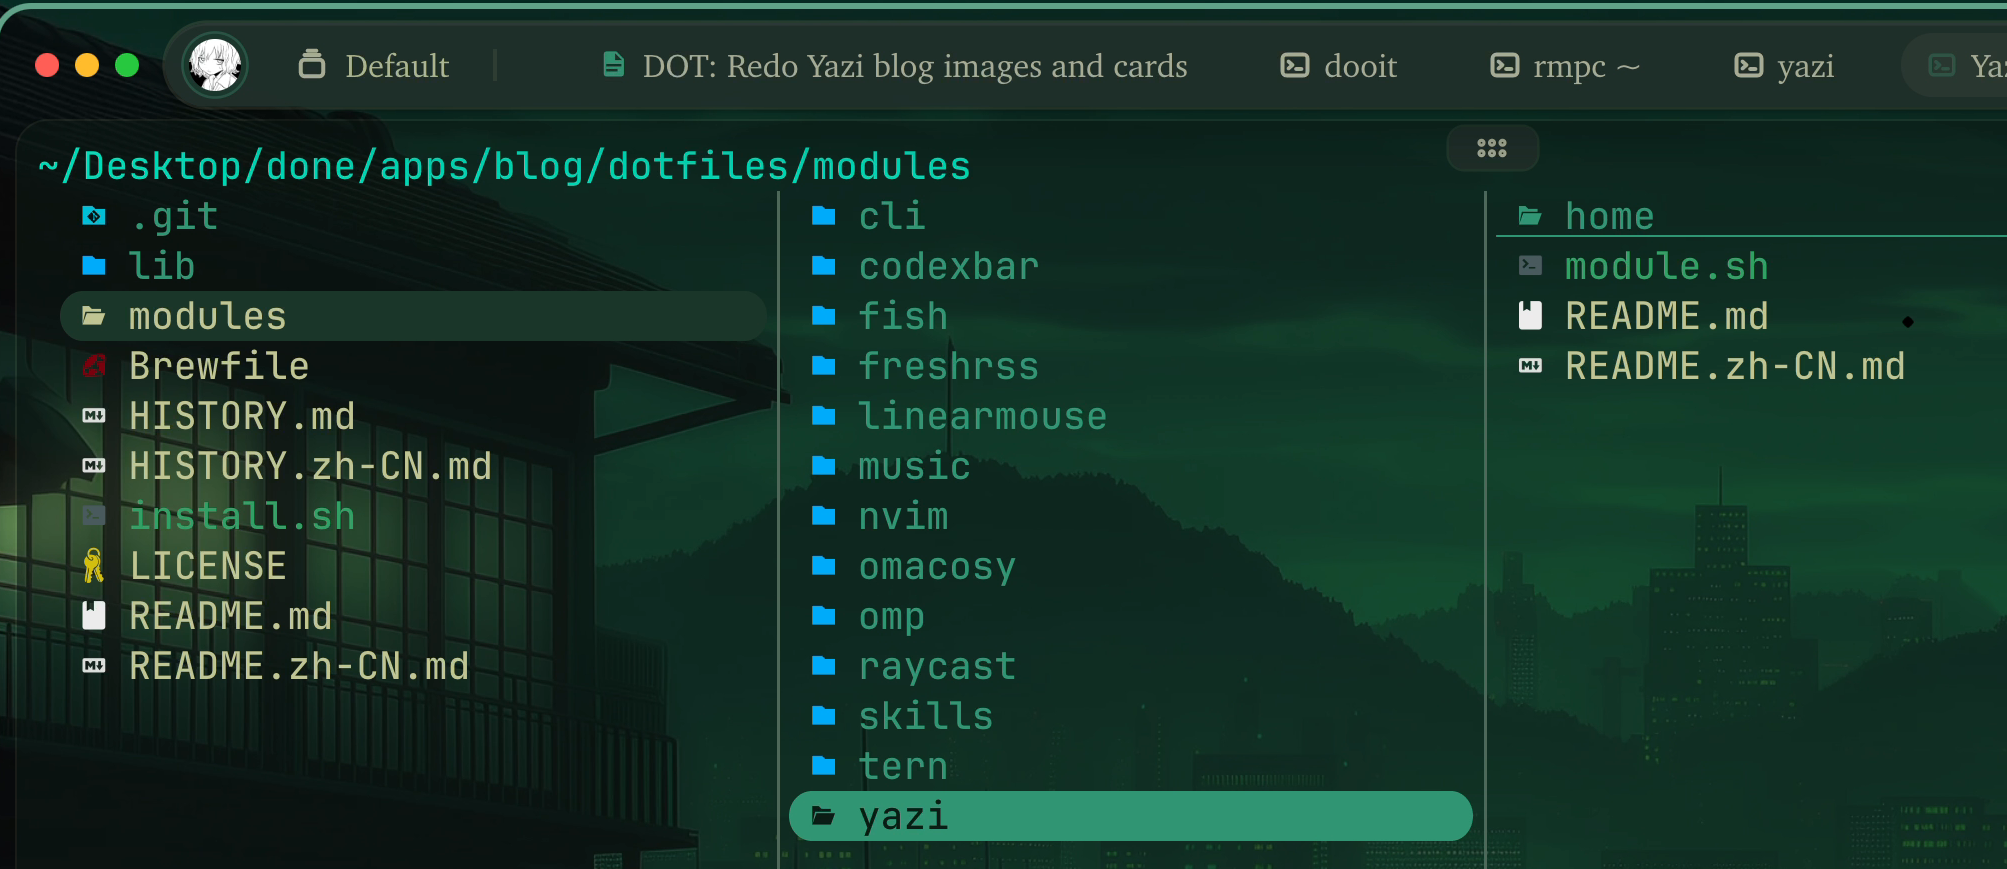 Default
DOT: Redo Yazi blog images and cards
dooit
rmpc ~
yazi
~/Desktop/done/apps/blog/dotfiles/modules
.git
lib
modules
Brewfile
HISTORY.md
HISTORY.zh-CN.md
install.sh
LICENSE
README.md
README.zh-CN.md
cli
codexbar
fish
freshrss
linearmouse
music
nvim
omacosy
omp
raycast
skills
tern
yazi
home
module.sh
README.md
README.zh-CN.md